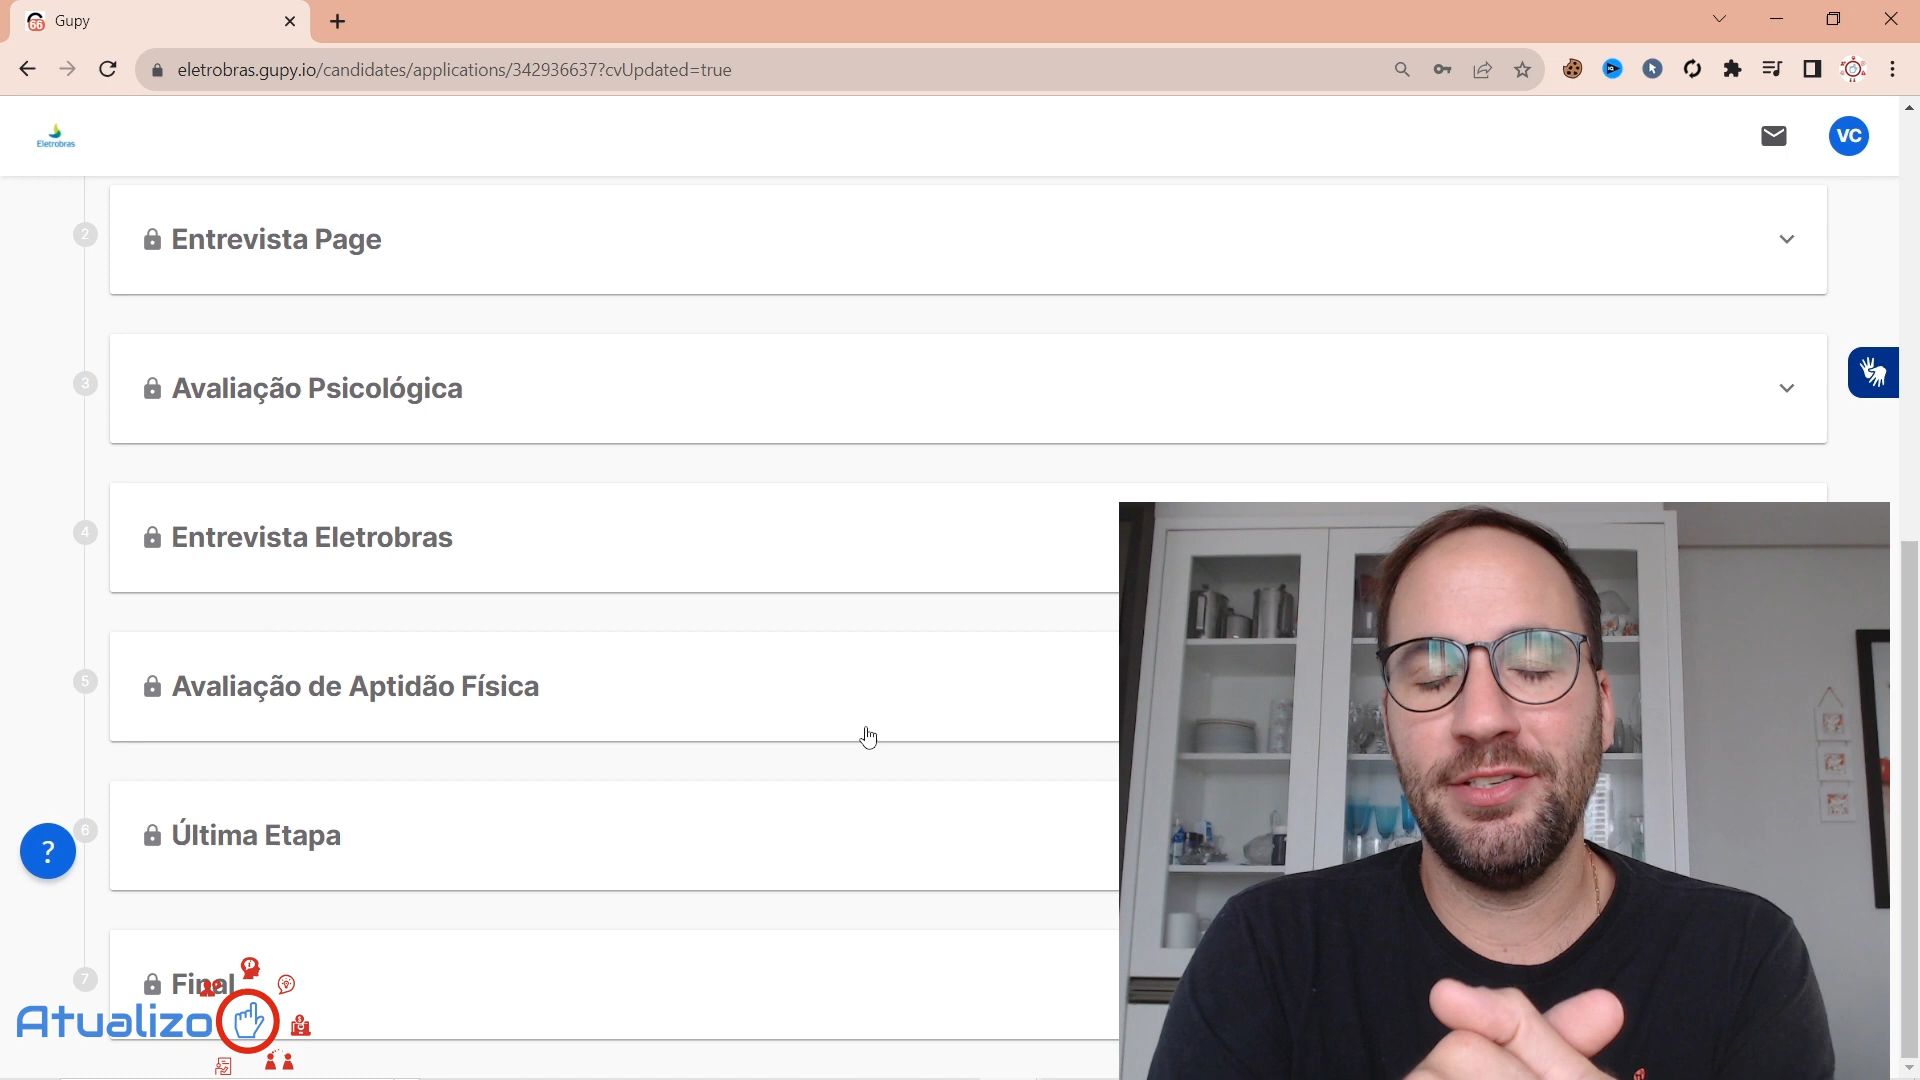 Gupy
eletrobras.gupy.io/candidates/applications/342936637?cvUpdated=true
Eletrobras
VC
2
Entrevista Page
3
Avaliação Psicológica
4
Entrevista Eletrobras
5
Avaliação de Aptidão Física
6
Última Etapa
?
7
Final
Atualizo